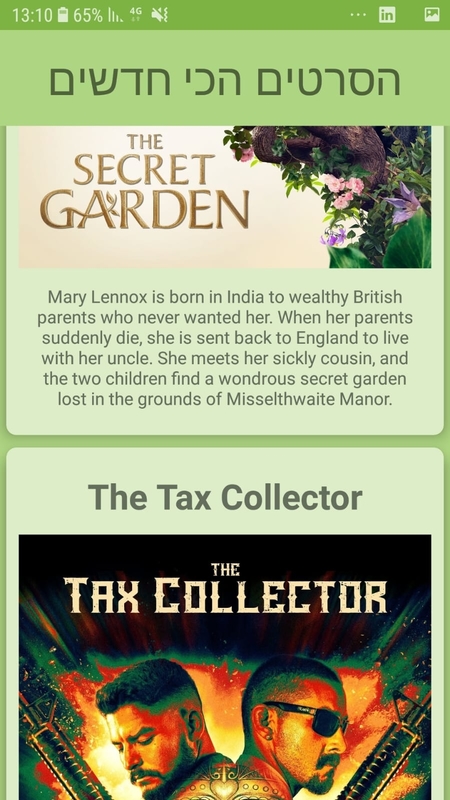 13:10 65% 4G
הסרטים הכי חדשים
THE
SECRET
GARDEN
Mary Lennox is born in India to wealthy British
parents who never wanted her. When her parents
suddenly die, she is sent back to England to live
with her uncle. She meets her sickly cousin, and
the two children find a wondrous secret garden
lost in the grounds of Misselthwaite Manor.
The Tax Collector
THE
TAX COLLECTOR